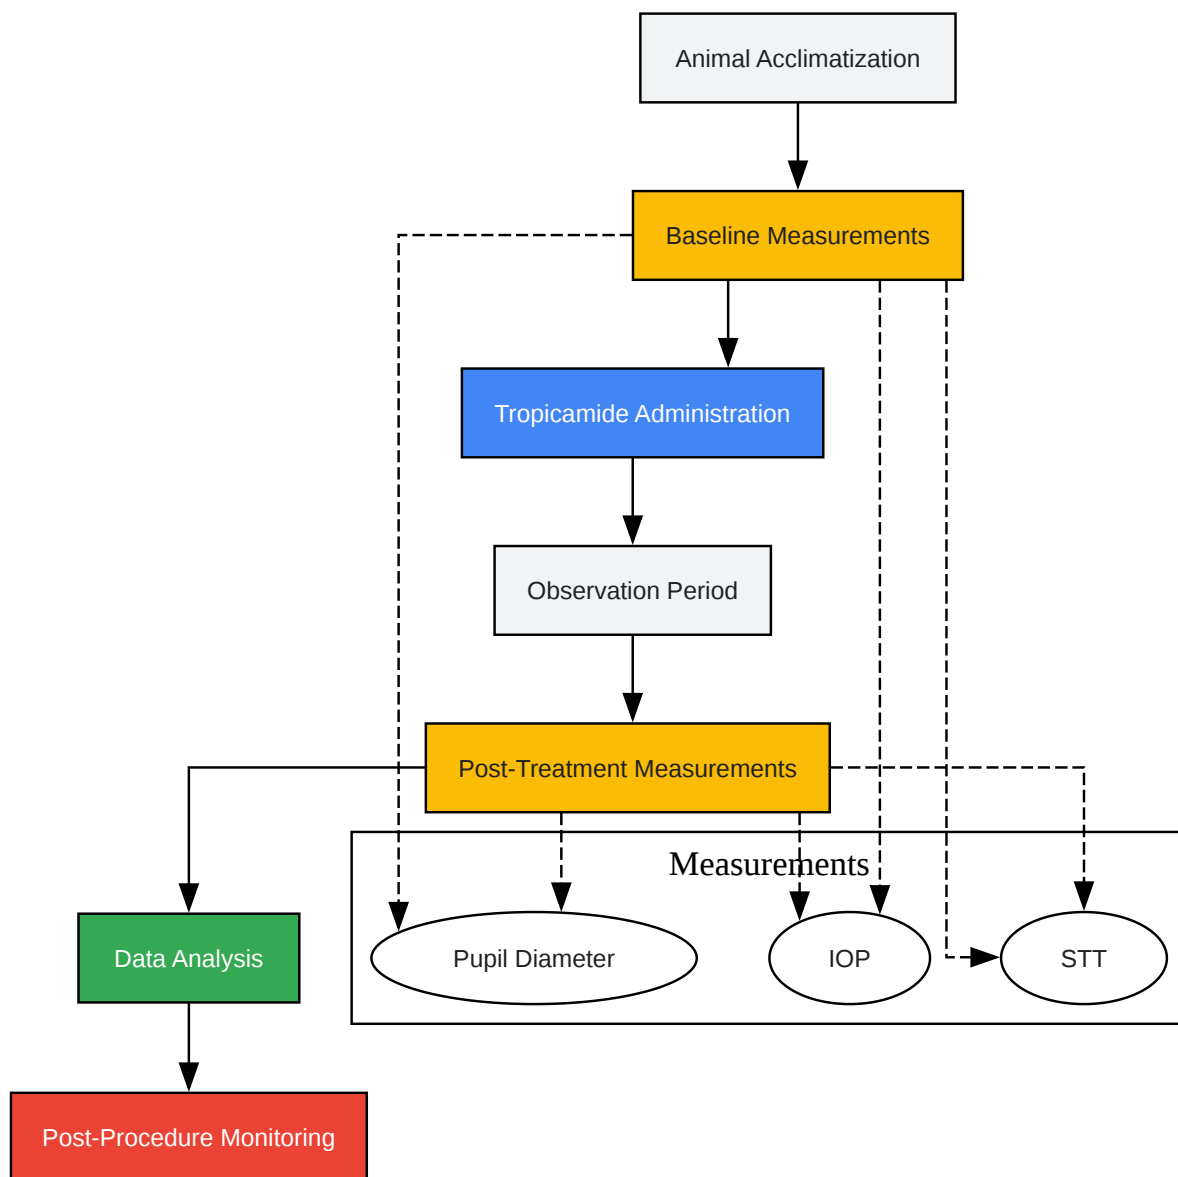 Animal Acclimatization
Baseline Measurements
Tropicamide Administration
Observation Period
Post-Treatment Measurements
Measurements
Data Analysis
Pupil Diameter
IOP
STT
Post-Procedure Monitoring